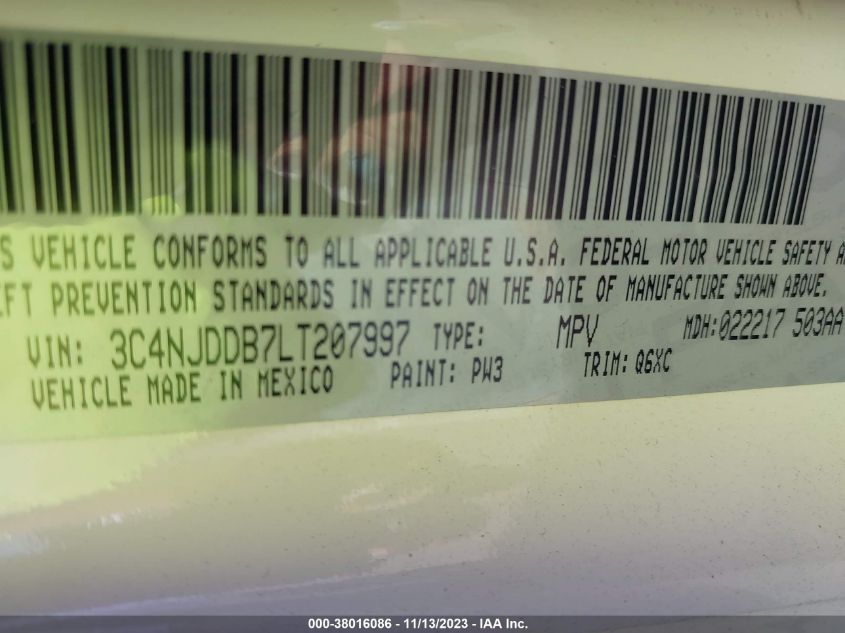 S VEHICLE CONFORMS TO ALL APPLICABLE U.S.A. FEDERAL MOTOR VEHICLE SAFETY A
EFT PREVENTION STANDARDS IN EFFECT ON THE DATE OF MANUFACTURE SHOWN ABOVE.
VIN: 3C4NJDDB7LT207997 TYPE: MPV MDH:022217 503AA
VEHICLE MADE IN MEXICO PAINT: PW3 TRIM: Q6XC
000-38016086 - 11/13/2023 - IAA Inc.